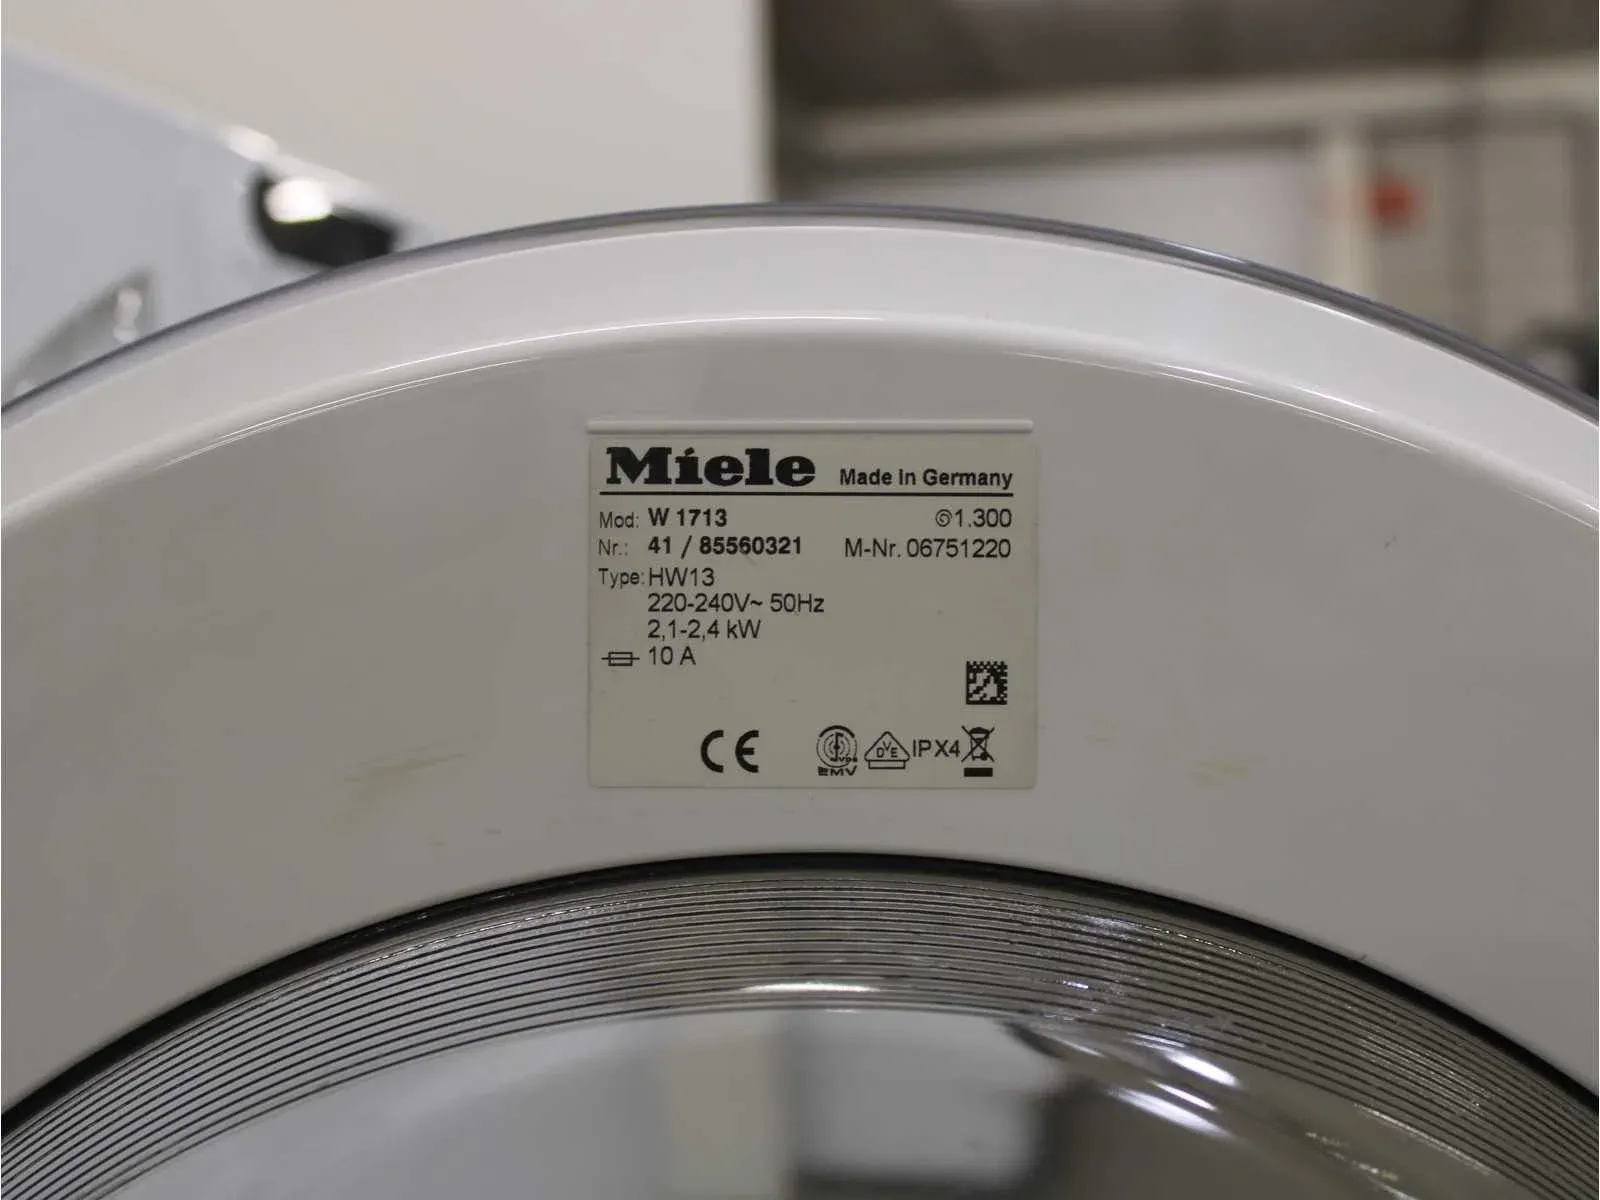 Miele Made in Germany
Mod: W 1713 1.300
Nr.: 41 / 85560321 M-Nr. 06751220
Type: HW13
220-240V~ 50Hz
2,1-2,4 kW
10 A
CE EMV DVE IPX4